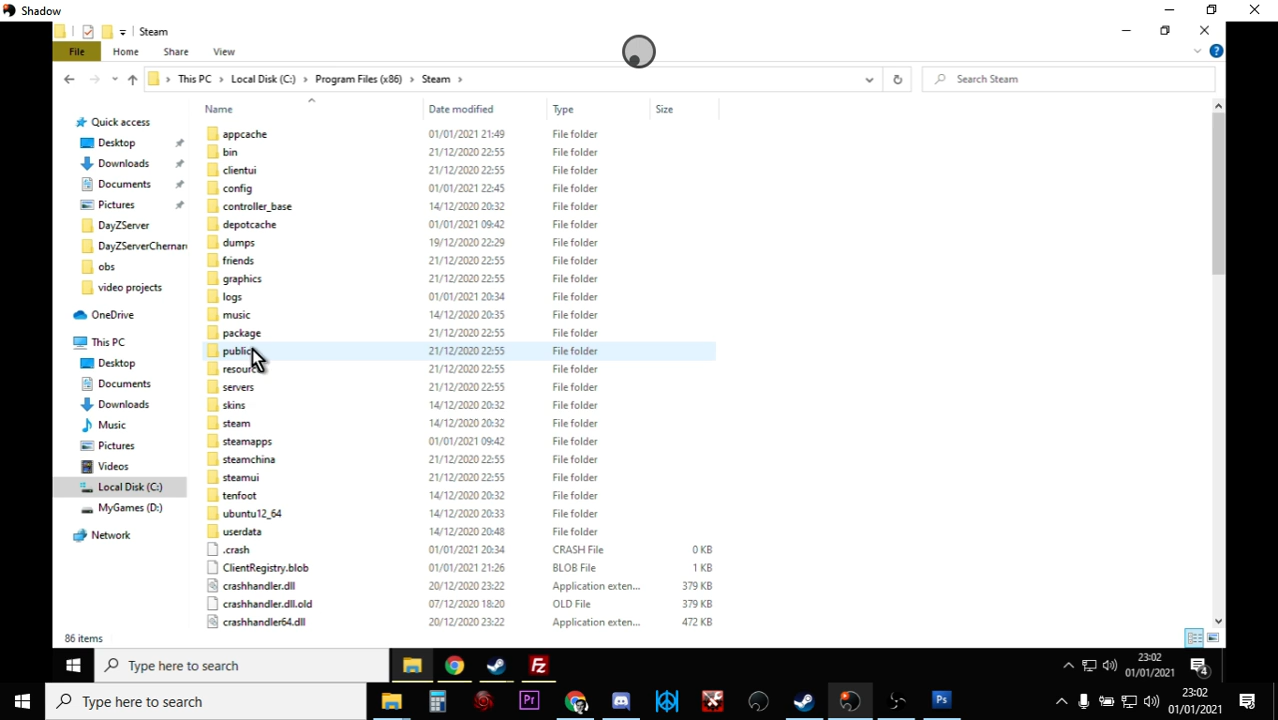 Shadow
Steam
File Home Share View
This PC > Local Disk (C:) > Program Files (x86) > Steam >
Search Steam
Name Date modified Type Size
Quick access
Desktop
Downloads
Documents
Pictures
DayZServer
DayZServerChernar
obs
video projects
OneDrive
This PC
Desktop
Documents
Downloads
Music
Pictures
Videos
Local Disk (C:)
MyGames (D:)
Network
appcache 01/01/2021 21:49 File folder
bin 21/12/2020 22:55 File folder
clientui 21/12/2020 22:55 File folder
config 01/01/2021 22:45 File folder
controller_base 14/12/2020 20:32 File folder
depotcache 01/01/2021 09:42 File folder
dumps 19/12/2020 22:29 File folder
friends 21/12/2020 22:55 File folder
graphics 21/12/2020 22:55 File folder
logs 01/01/2021 20:34 File folder
music 14/12/2020 20:35 File folder
package 21/12/2020 22:55 File folder
public 21/12/2020 22:55 File folder
resource 21/12/2020 22:55 File folder
servers 21/12/2020 22:55 File folder
skins 14/12/2020 20:32 File folder
steam 14/12/2020 20:32 File folder
steamapps 01/01/2021 09:42 File folder
steamchina 21/12/2020 22:55 File folder
steamui 21/12/2020 22:55 File folder
tenfoot 14/12/2020 20:32 File folder
ubuntu12_64 14/12/2020 20:33 File folder
userdata 14/12/2020 20:48 File folder
.crash 01/01/2021 20:34 CRASH File 0 KB
ClientRegistry.blob 01/01/2021 21:26 BLOB File 1 KB
crashhandler.dll 20/12/2020 23:22 Application exten... 379 KB
crashhandler.dll.old 07/12/2020 18:20 OLD File 379 KB
crashhandler64.dll 20/12/2020 23:22 Application exten... 472 KB
86 items
Type here to search
Fz
23:02
01/01/2021
4
Type here to search
Pr
Ps
23:02
01/01/2021